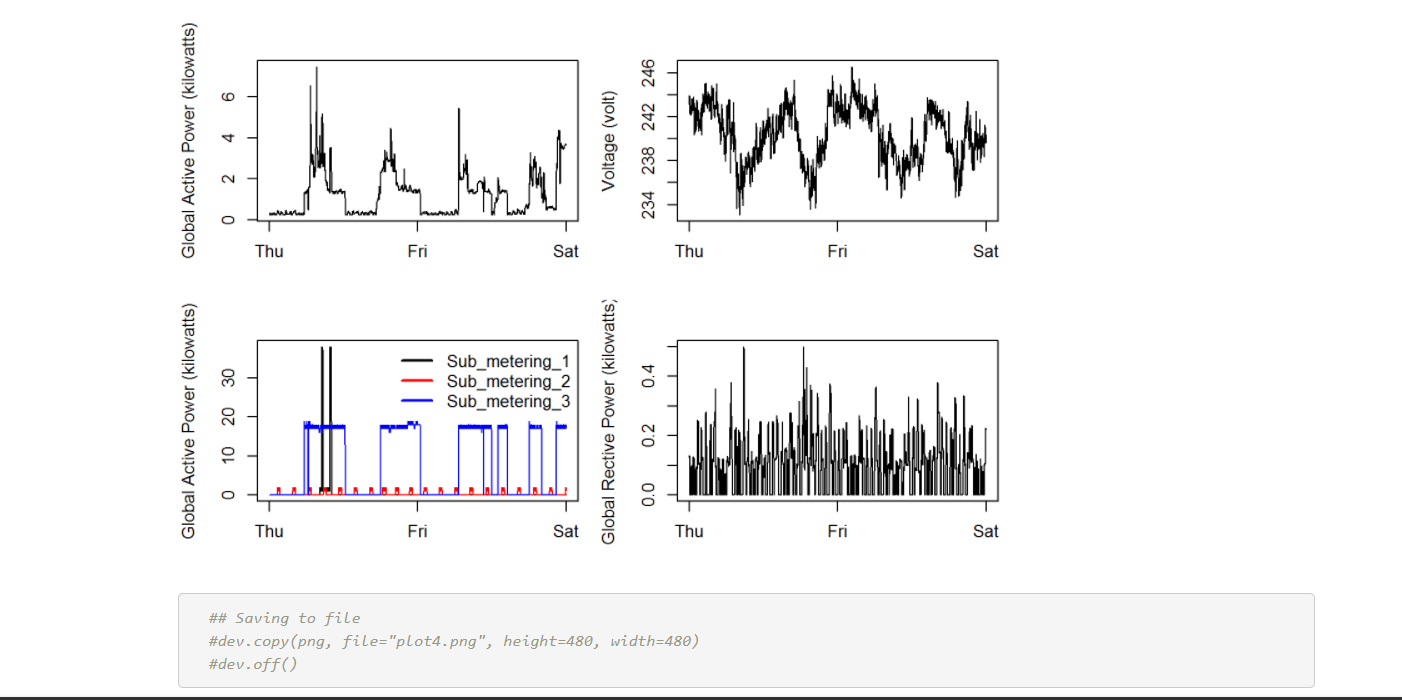 Global Active Power (kilowatts)
0 2 4 6
Thu Fri Sat
Voltage (volt)
234 238 242 246
Thu Fri Sat
Global Active Power (kilowatts)
0 10 20 30
Sub_metering_1
Sub_metering_2
Sub_metering_3
Thu Fri Sat
Global Rective Power (kilowatts)
0.0 0.2 0.4
Thu Fri Sat
## Saving to file
#dev.copy(png, file="plot4.png", height=480, width=480)
#dev.off()